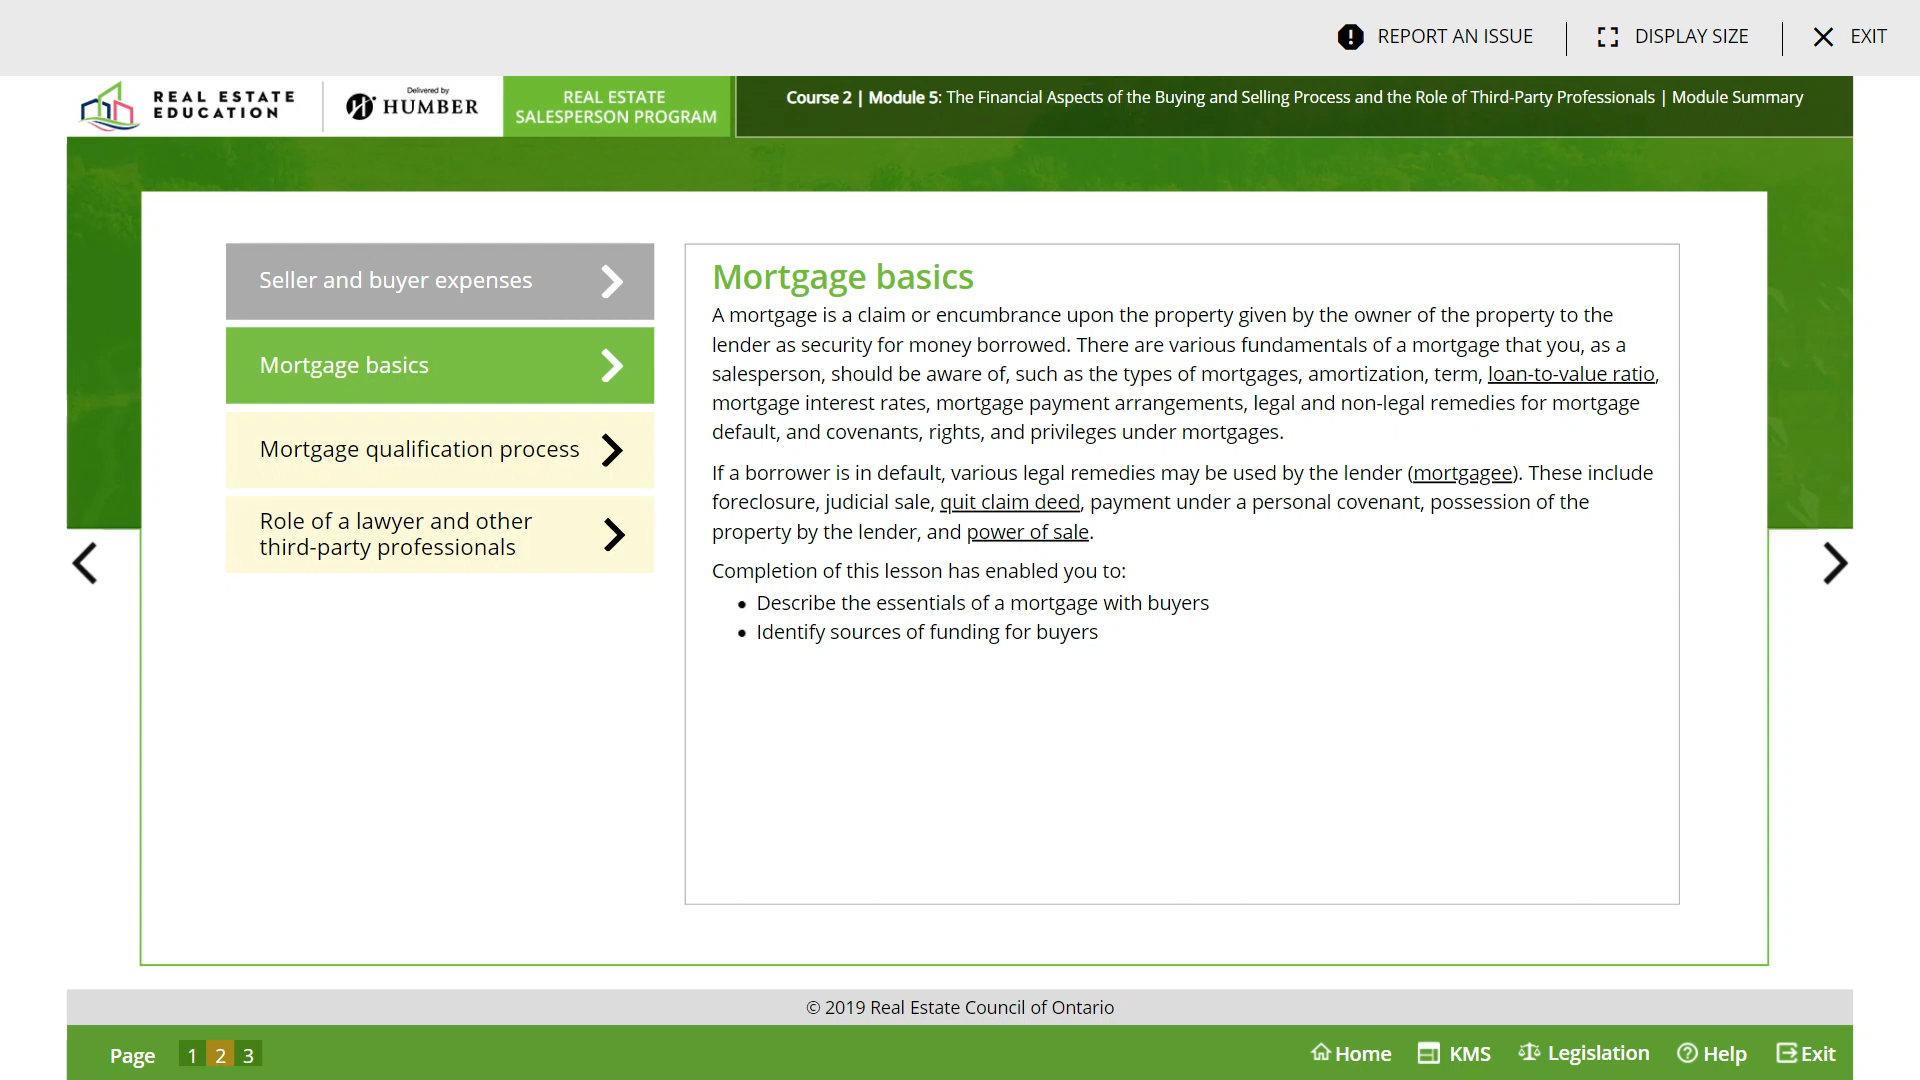 REPORT AN ISSUE
DISPLAY SIZE
EXIT
REAL ESTATE
EDUCATION
Delivered by
HUMBER
REAL ESTATE
SALESPERSON PROGRAM
Course 2 | Module 5: The Financial Aspects of the Buying and Selling Process and the Role of Third-Party Professionals | Module Summary
Seller and buyer expenses
Mortgage basics
Mortgage qualification process
Role of a lawyer and other
third-party professionals
Mortgage basics
A mortgage is a claim or encumbrance upon the property given by the owner of the property to the
lender as security for money borrowed. There are various fundamentals of a mortgage that you, as a
salesperson, should be aware of, such as the types of mortgages, amortization, term, loan-to-value ratio,
mortgage interest rates, mortgage payment arrangements, legal and non-legal remedies for mortgage
default, and covenants, rights, and privileges under mortgages.
If a borrower is in default, various legal remedies may be used by the lender (mortgagee). These include
foreclosure, judicial sale, quit claim deed, payment under a personal covenant, possession of the
property by the lender, and power of sale.
Completion of this lesson has enabled you to:
• Describe the essentials of a mortgage with buyers
• Identify sources of funding for buyers
© 2019 Real Estate Council of Ontario
Page 1 2 3
Home
KMS
Legislation
Help
Exit